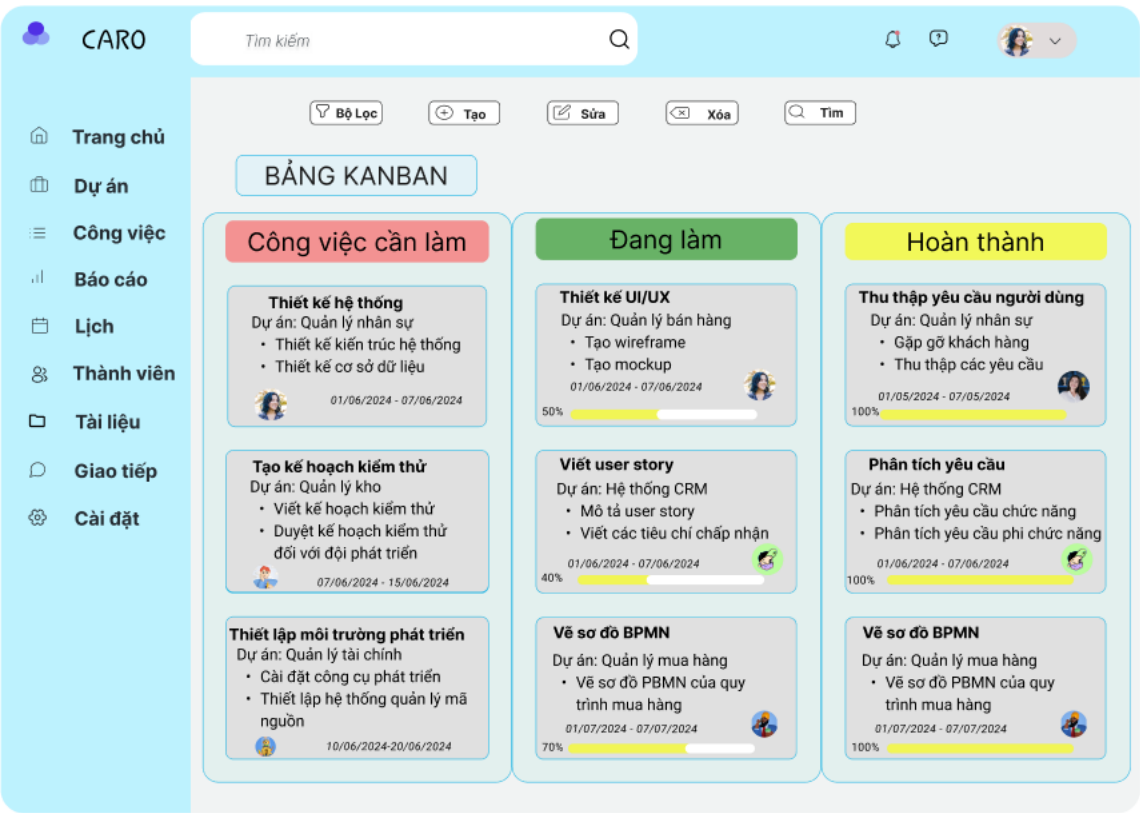 CARO
Tìm kiếm
Trang chủ
Dự án
Công việc
Báo cáo
Lịch
Thành viên
Tài liệu
Giao tiếp
Cài đặt
Bộ Lọc
Tạo
Sửa
Xóa
Tìm
BẢNG KANBAN
Công việc cần làm
Thiết kế hệ thống
Dự án: Quản lý nhân sự
• Thiết kế kiến trúc hệ thống
• Thiết kế cơ sở dữ liệu
01/06/2024 - 07/06/2024
Tạo kế hoạch kiểm thử
Dự án: Quản lý kho
• Viết kế hoạch kiểm thử
• Duyệt kế hoạch kiểm thử
đối với đội phát triển
07/06/2024 - 15/06/2024
Thiết lập môi trường phát triển
Dự án: Quản lý tài chính
• Cài đặt công cụ phát triển
• Thiết lập hệ thống quản lý mã
nguồn
10/06/2024-20/06/2024
Đang làm
Thiết kế UI/UX
Dự án: Quản lý bán hàng
• Tạo wireframe
• Tạo mockup
01/06/2024 - 07/06/2024
50%
Viết user story
Dự án: Hệ thống CRM
• Mô tả user story
• Viết các tiêu chí chấp nhận
01/06/2024 - 07/06/2024
40%
Vẽ sơ đồ BPMN
Dự án: Quản lý mua hàng
• Vẽ sơ đồ PBMN của quy
trình mua hàng
01/07/2024 - 07/07/2024
70%
Hoàn thành
Thu thập yêu cầu người dùng
Dự án: Quản lý nhân sự
• Gặp gỡ khách hàng
• Thu thập các yêu cầu
01/05/2024 - 07/05/2024
100%
Phân tích yêu cầu
Dự án: Hệ thống CRM
• Phân tích yêu cầu chức năng
• Phân tích yêu cầu phi chức năng
01/06/2024 - 07/06/2024
100%
Vẽ sơ đồ BPMN
Dự án: Quản lý mua hàng
• Vẽ sơ đồ PBMN của quy
trình mua hàng
01/07/2024 - 07/07/2024
100%